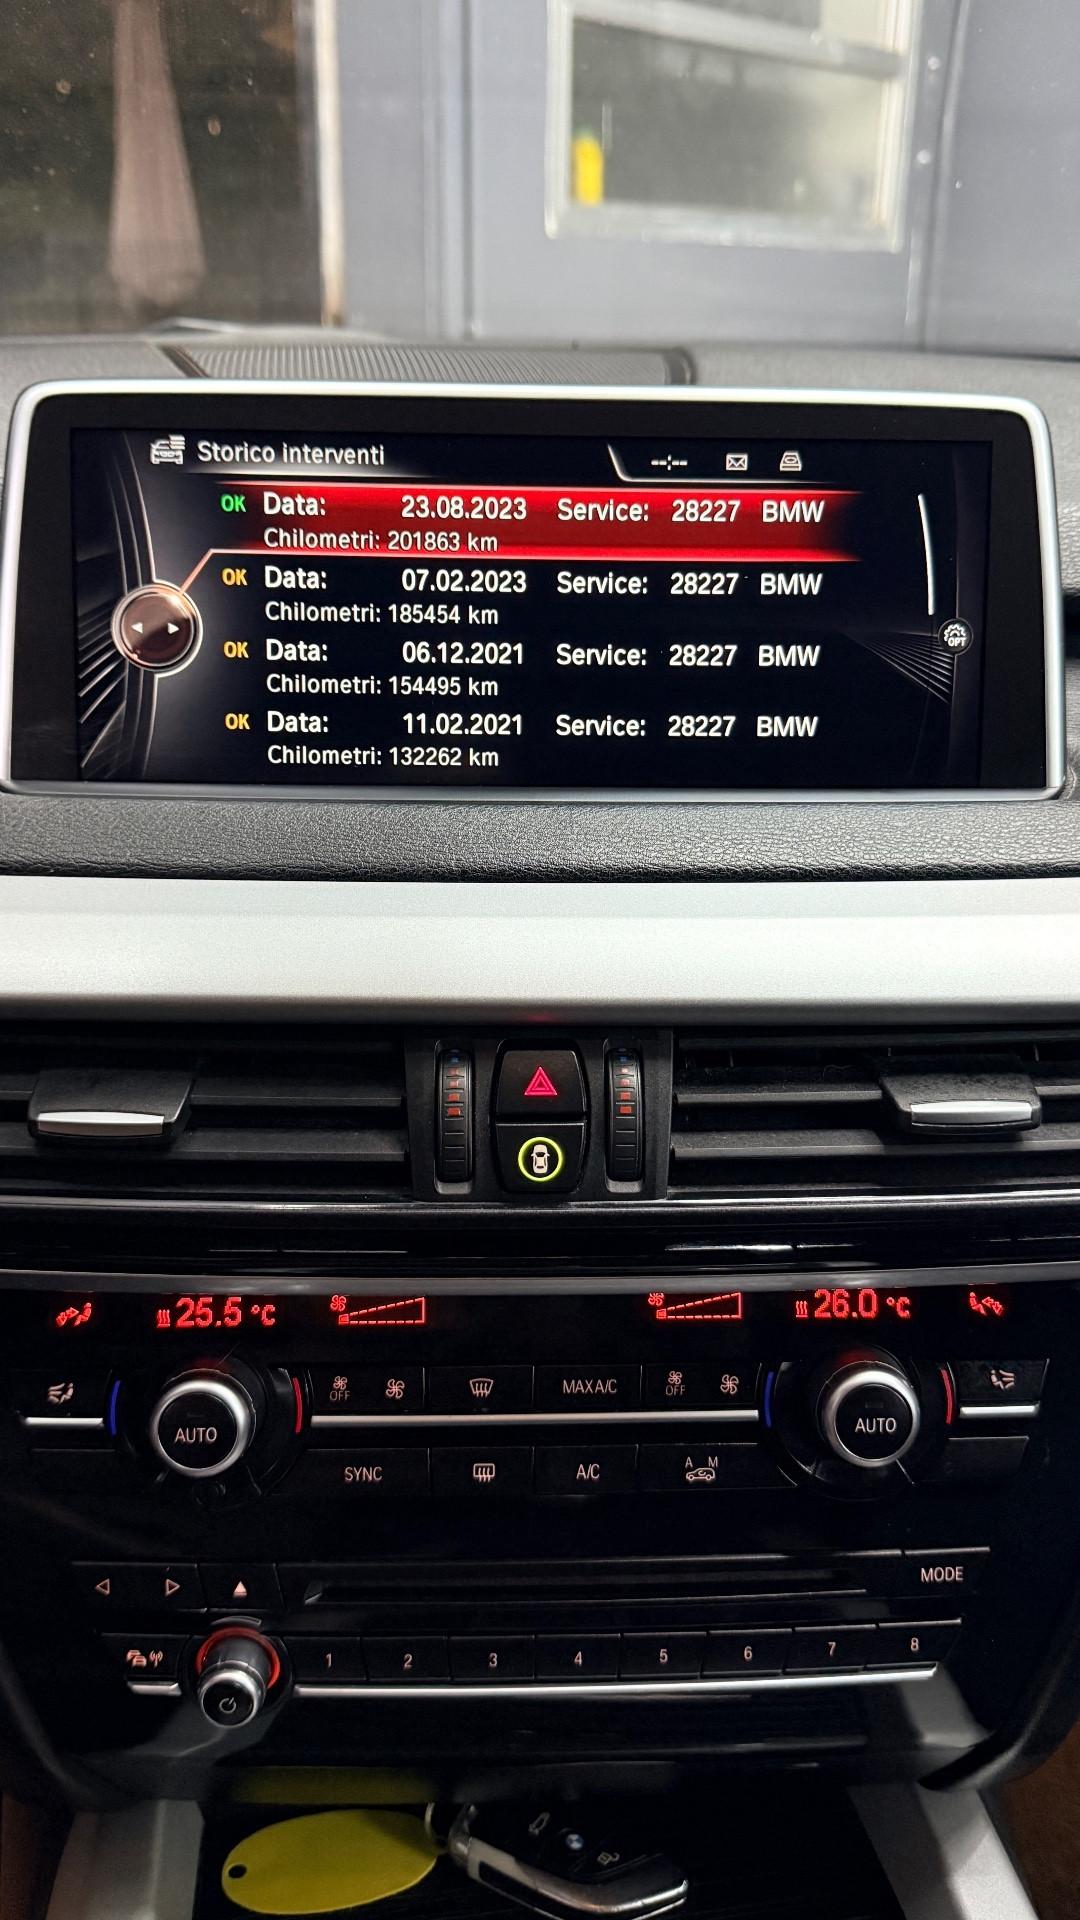 Storico interventi --:--
OK Data: 23.08.2023 Service: 28227 BMW
Chilometri: 201863 km
OK Data: 07.02.2023 Service: 28227 BMW
Chilometri: 185454 km
OK Data: 06.12.2021 Service: 28227 BMW
Chilometri: 154495 km
OK Data: 11.02.2021 Service: 28227 BMW
Chilometri: 132262 km
OPT
25.5 °C 26.0 °C
OFF MAX A/C OFF
AUTO AUTO
SYNC A/C A M
MODE
1 2 3 4 5 6 7 8